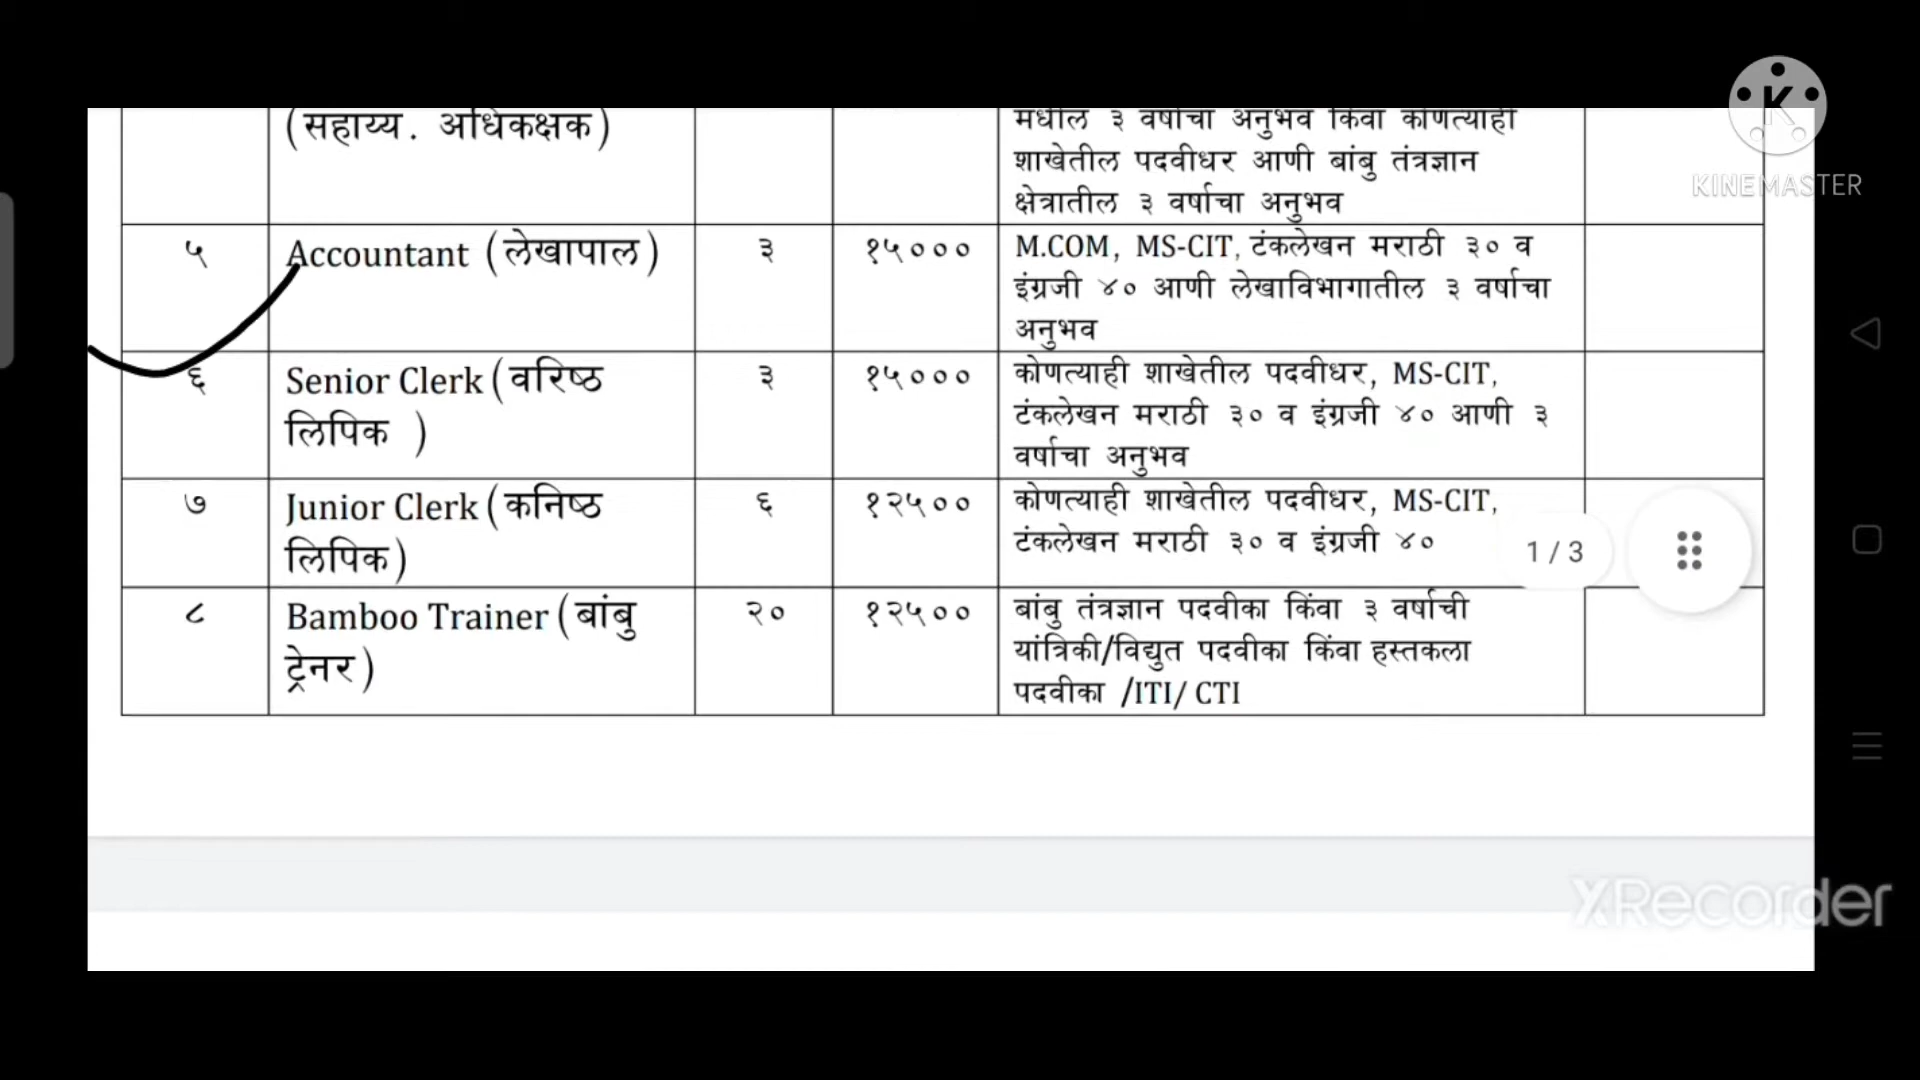 (सहाय्य. अधिकक्षक)
मधील ३ वर्षाचा अनुभव किंवा कोणत्याही
शाखेतील पदवीधर आणी बांबु तंत्रज्ञान
क्षेत्रातील ३ वर्षाचा अनुभव
KINEMASTER
५ Accountant (लेखापाल) ३ १५००० M.COM, MS-CIT, टंकलेखन मराठी ३० व
इंग्रजी ४० आणी लेखाविभागातील ३ वर्षाचा
अनुभव
६ Senior Clerk (वरिष्ठ ३ १५००० कोणत्याही शाखेतील पदवीधर, MS-CIT,
लिपिक ) टंकलेखन मराठी ३० व इंग्रजी ४० आणी ३
वर्षाचा अनुभव
७ Junior Clerk (कनिष्ठ ६ १२५०० कोणत्याही शाखेतील पदवीधर, MS-CIT,
लिपिक) टंकलेखन मराठी ३० व इंग्रजी ४०
1 / 3
८ Bamboo Trainer (बांबु २० १२५०० बांबु तंत्रज्ञान पदवीका किंवा ३ वर्षाची
ट्रेनर) यांत्रिकी/विद्युत पदवीका किंवा हस्तकला
पदवीका /ITI/ CTI
XRecorder